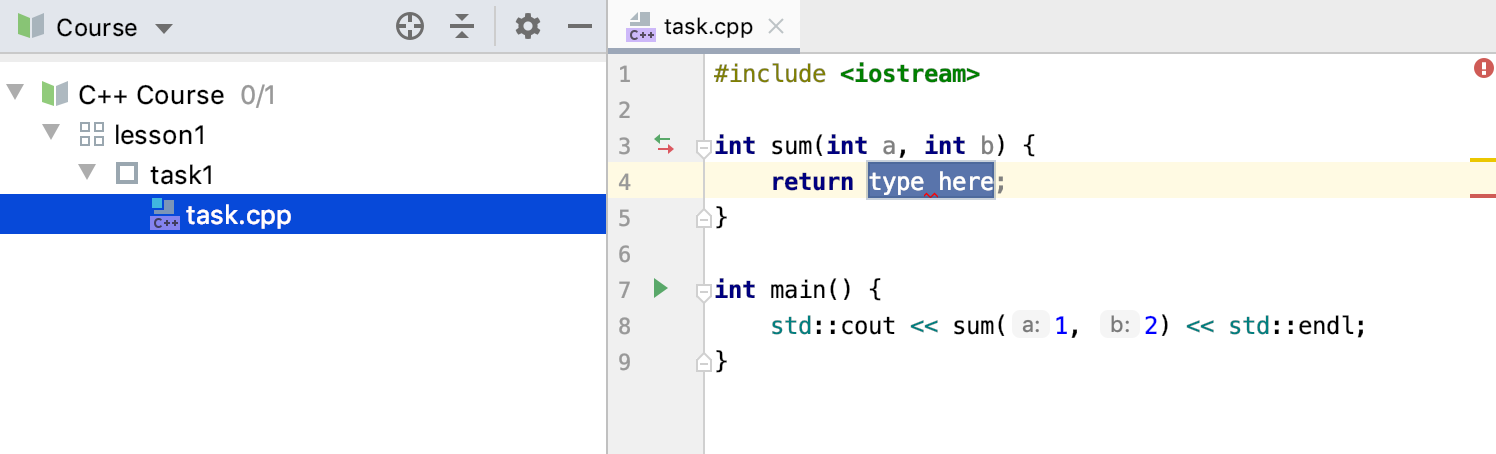 Course
C++ Course 0/1
lesson1
task1
C++ task.cpp
C++ task.cpp
1 #include <iostream>
2
3 int sum(int a, int b) {
4 return type here;
5 }
6
7 int main() {
8 std::cout << sum( a: 1, b: 2) << std::endl;
9 }